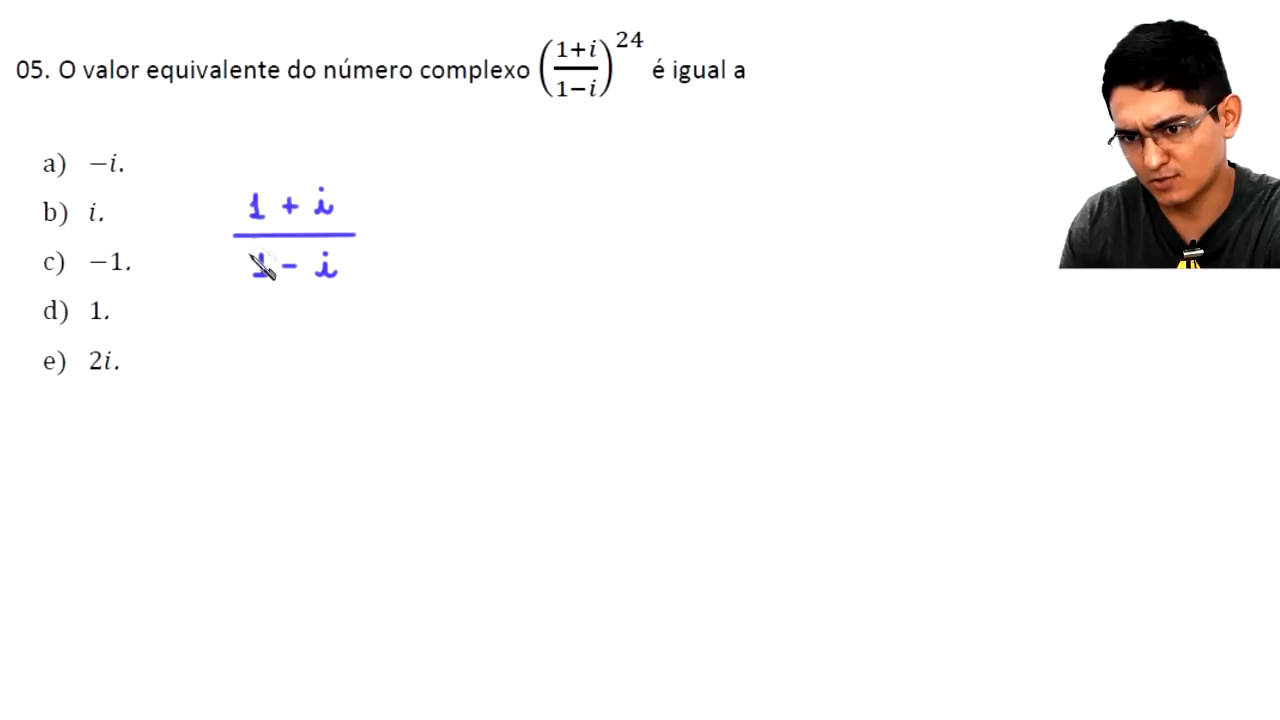 05. O valor equivalente do número complexo (1+i/1−i)^24 é igual a
a) −i.
b) i.
c) −1.
d) 1.
e) 2i.
1 + i
1 - i